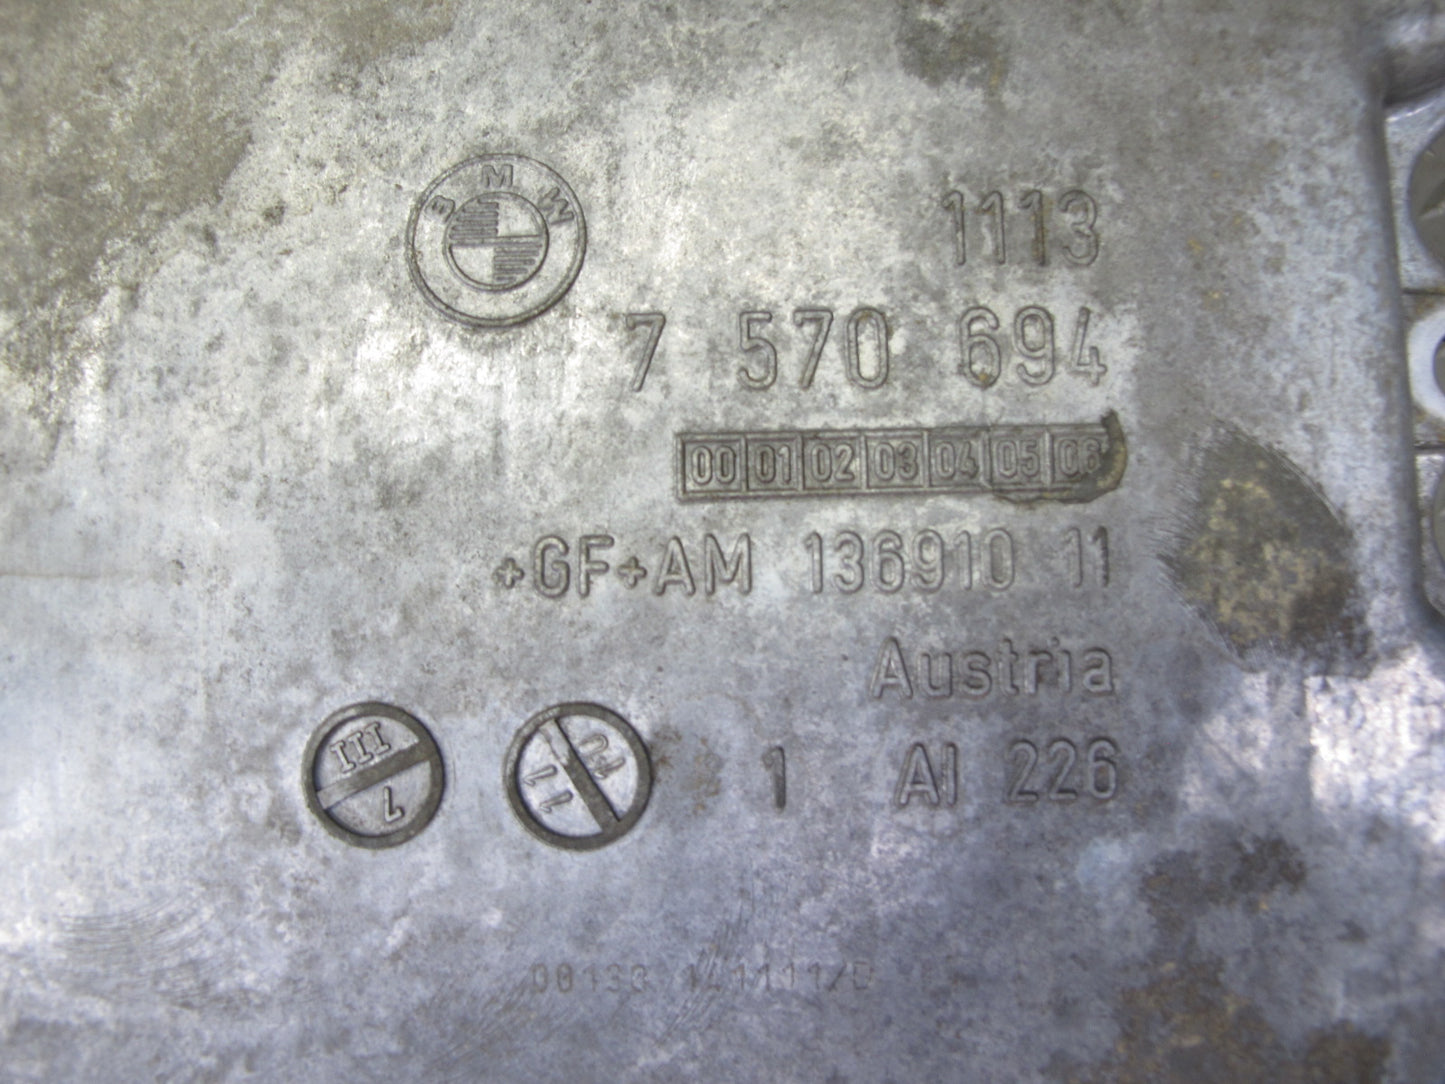 BMW
1113
7 570 694
00 01 02 03 04 05 06
+GF+AM 136910 11
Austria
III
7
11
1 Al 226